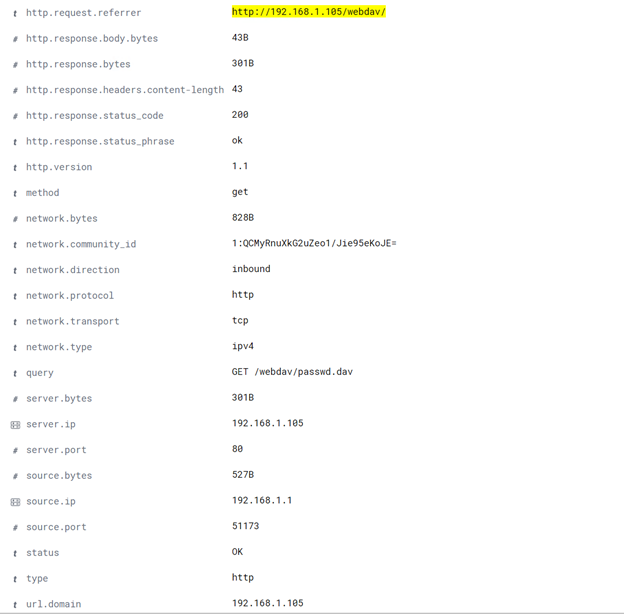 t http.request.referrer http://192.168.1.105/webdav/
# http.response.body.bytes 43B
# http.response.bytes 301B
# http.response.headers.content-length 43
# http.response.status_code 200
t http.response.status_phrase ok
t http.version 1.1
t method get
# network.bytes 828B
t network.community_id 1:QCMyRnuXkG2uZeo1/Jie95eKoJE=
t network.direction inbound
t network.protocol http
t network.transport tcp
t network.type ipv4
t query GET /webdav/passwd.dav
# server.bytes 301B
server.ip 192.168.1.105
# server.port 80
# source.bytes 527B
source.ip 192.168.1.1
# source.port 51173
t status OK
t type http
t url.domain 192.168.1.105